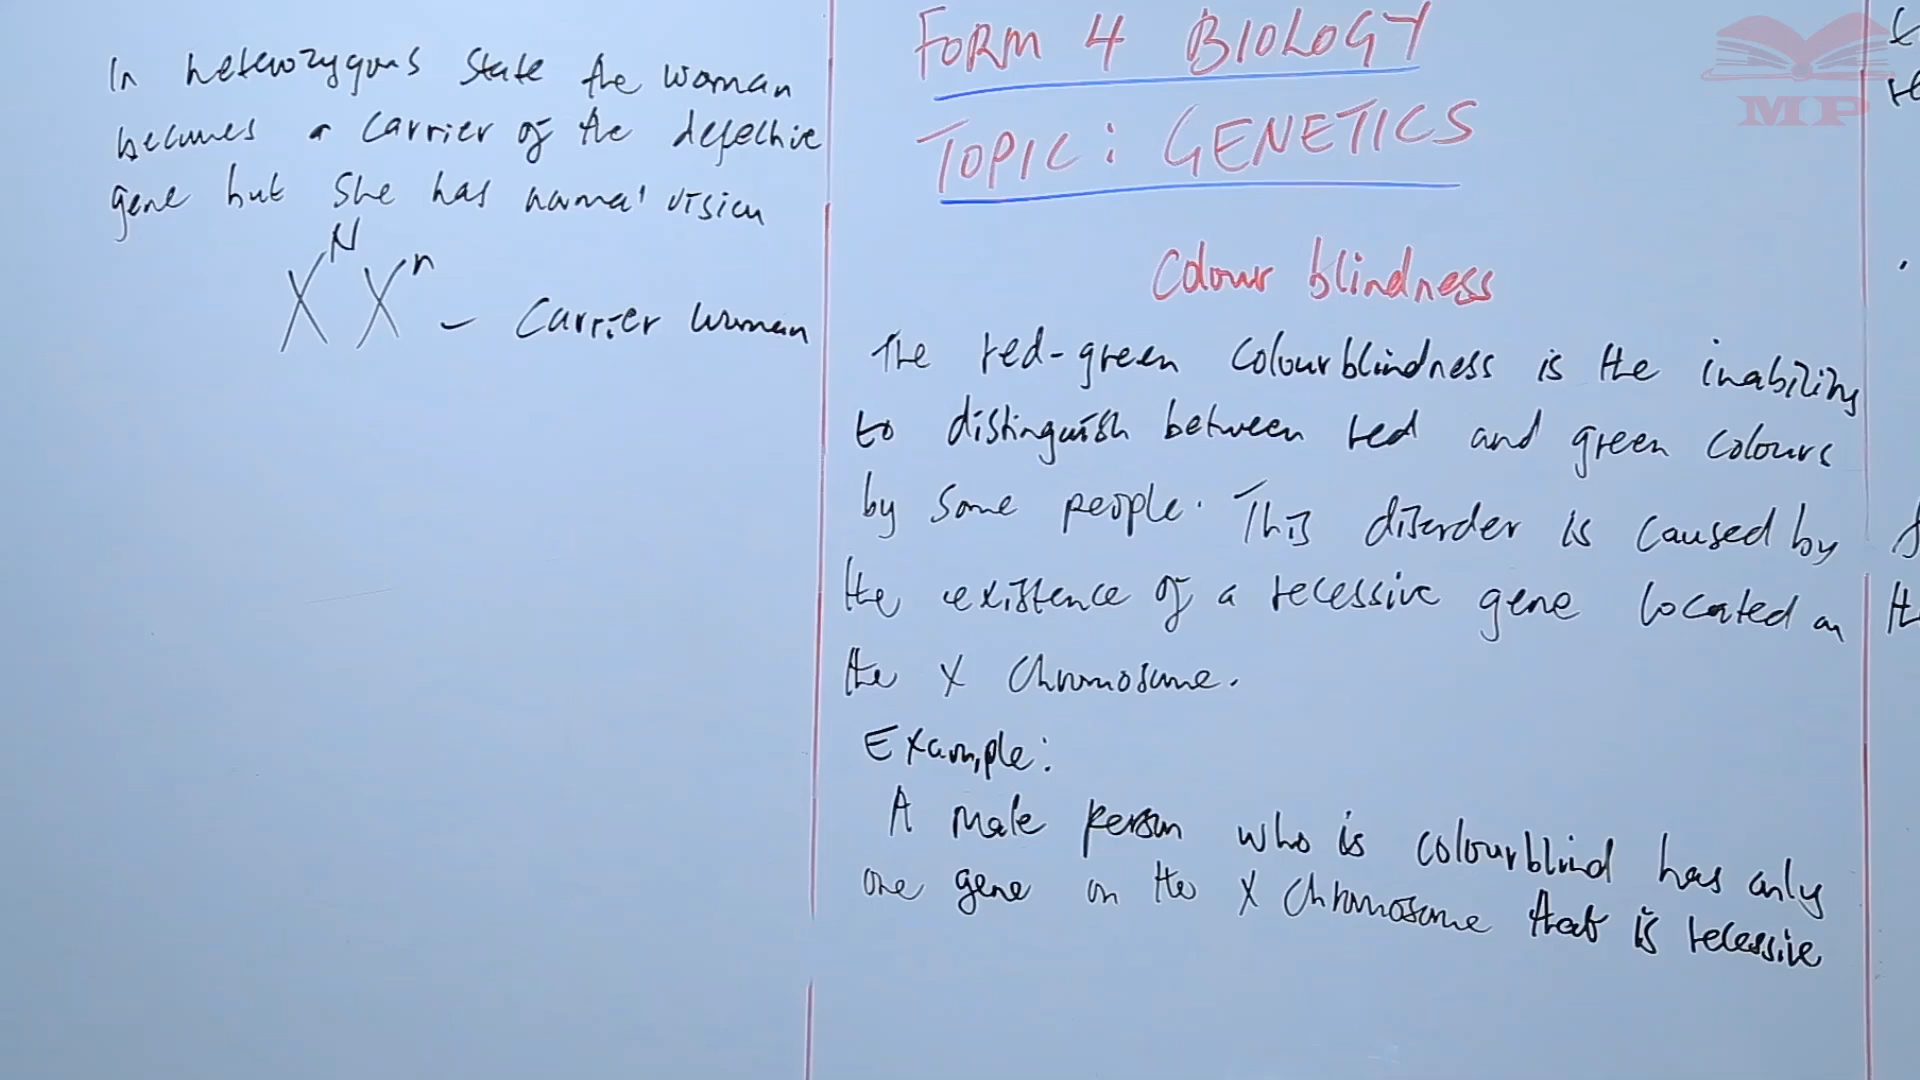 In heterozygous state the woman
becomes a carrier of the defective
gene but she has normal vision
X^N X^n - Carrier woman
FORM 4 BIOLOGY
TOPIC: GENETICS
Colour blindness
The red-green colourblindness is the inability
to distinguish between red and green colours
by some people. This disorder is caused by
the existence of a recessive gene located on
the X chromosome.
Example:
A male person who is colourblind has only
one gene on the X chromosome that is recessive
MP